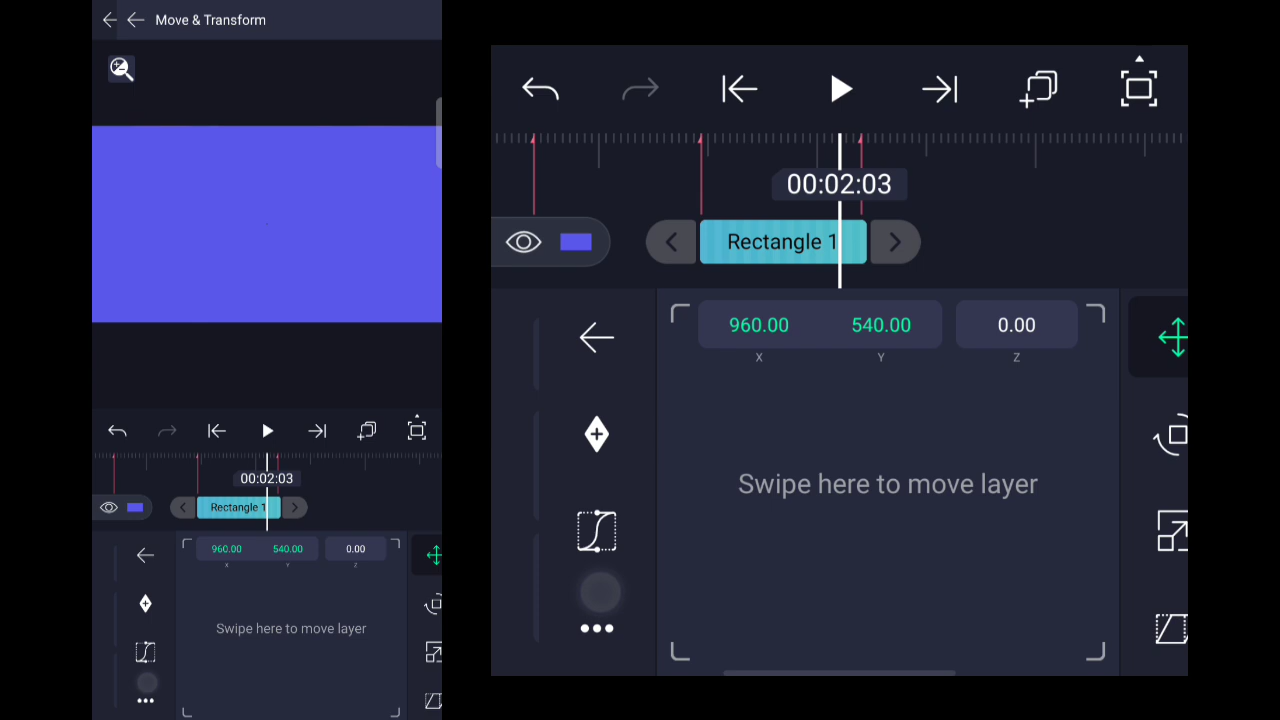 Move & Transform
00:02:03
Rectangle 1
960.00 540.00 0.00
X Y Z
Swipe here to move layer
00:02:03
Rectangle 1
960.00 540.00 0.00
X Y Z
Swipe here to move layer